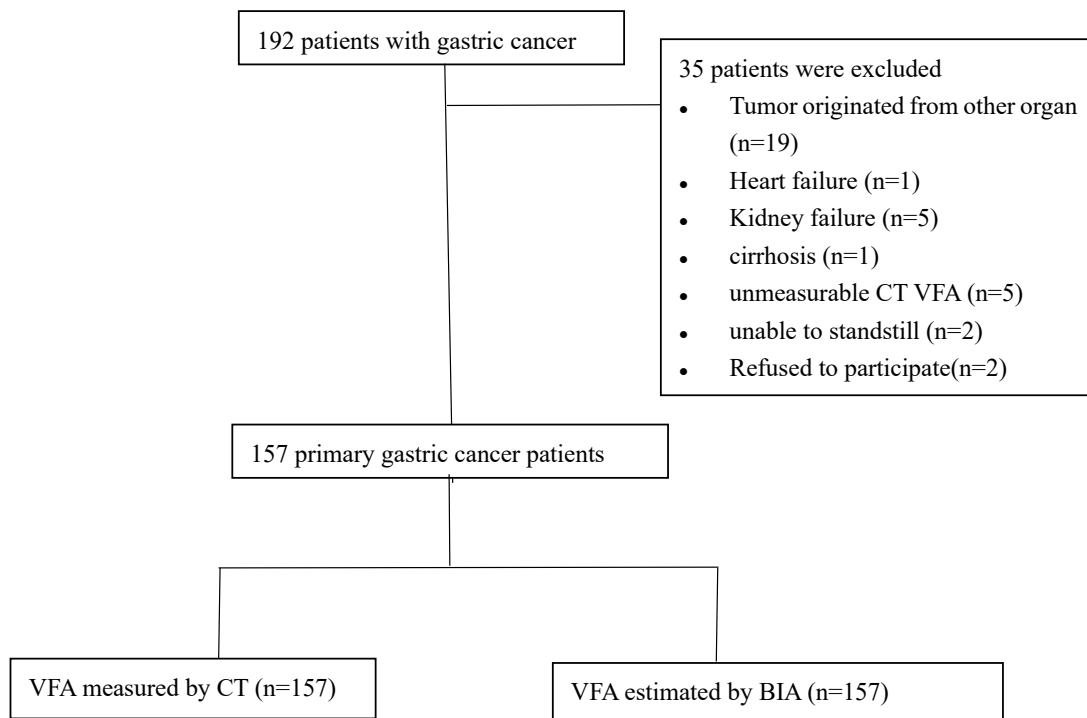 192 patients with gastric cancer
35 patients were excluded
• Tumor originated from other organ
(n=19)
• Heart failure (n=1)
• Kidney failure (n=5)
• cirrhosis (n=1)
• unmeasurable CT VFA (n=5)
• unable to standstill (n=2)
• Refused to participate(n=2)
157 primary gastric cancer patients
VFA measured by CT (n=157)
VFA estimated by BIA (n=157)